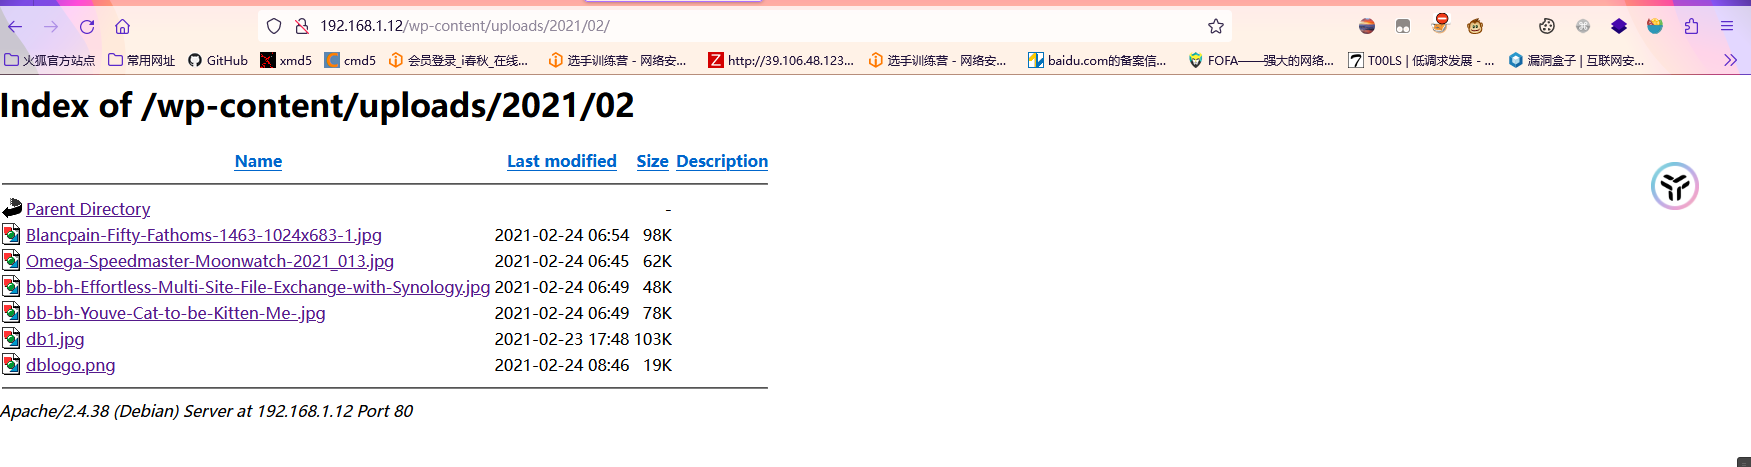 192.168.1.12/wp-content/uploads/2021/02/
火狐官方站点 常用网址 GitHub xmd5 cmd5 会员登录_i春秋_在线... 选手训练营 - 网络安... http://39.106.48.123... 选手训练营 - 网络安... baidu.com的备案信... FOFA——强大的网络... T00LS | 低调求发展 - ... 漏洞盒子 | 互联网安...
Index of /wp-content/uploads/2021/02
Name Last modified Size Description
Parent Directory -
Blancpain-Fifty-Fathoms-1463-1024x683-1.jpg 2021-02-24 06:54 98K
Omega-Speedmaster-Moonwatch-2021_013.jpg 2021-02-24 06:45 62K
bb-bh-Effortless-Multi-Site-File-Exchange-with-Synology.jpg 2021-02-24 06:49 48K
bb-bh-Youve-Cat-to-be-Kitten-Me-.jpg 2021-02-24 06:49 78K
db1.jpg 2021-02-23 17:48 103K
dblogo.png 2021-02-24 08:46 19K
Apache/2.4.38 (Debian) Server at 192.168.1.12 Port 80